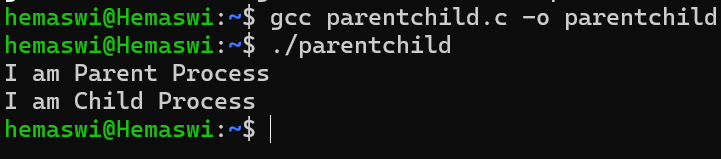 hemaswi@Hemaswi:~$ gcc parentchild.c -o parentchild
hemaswi@Hemaswi:~$ ./parentchild
I am Parent Process
I am Child Process
hemaswi@Hemaswi:~$